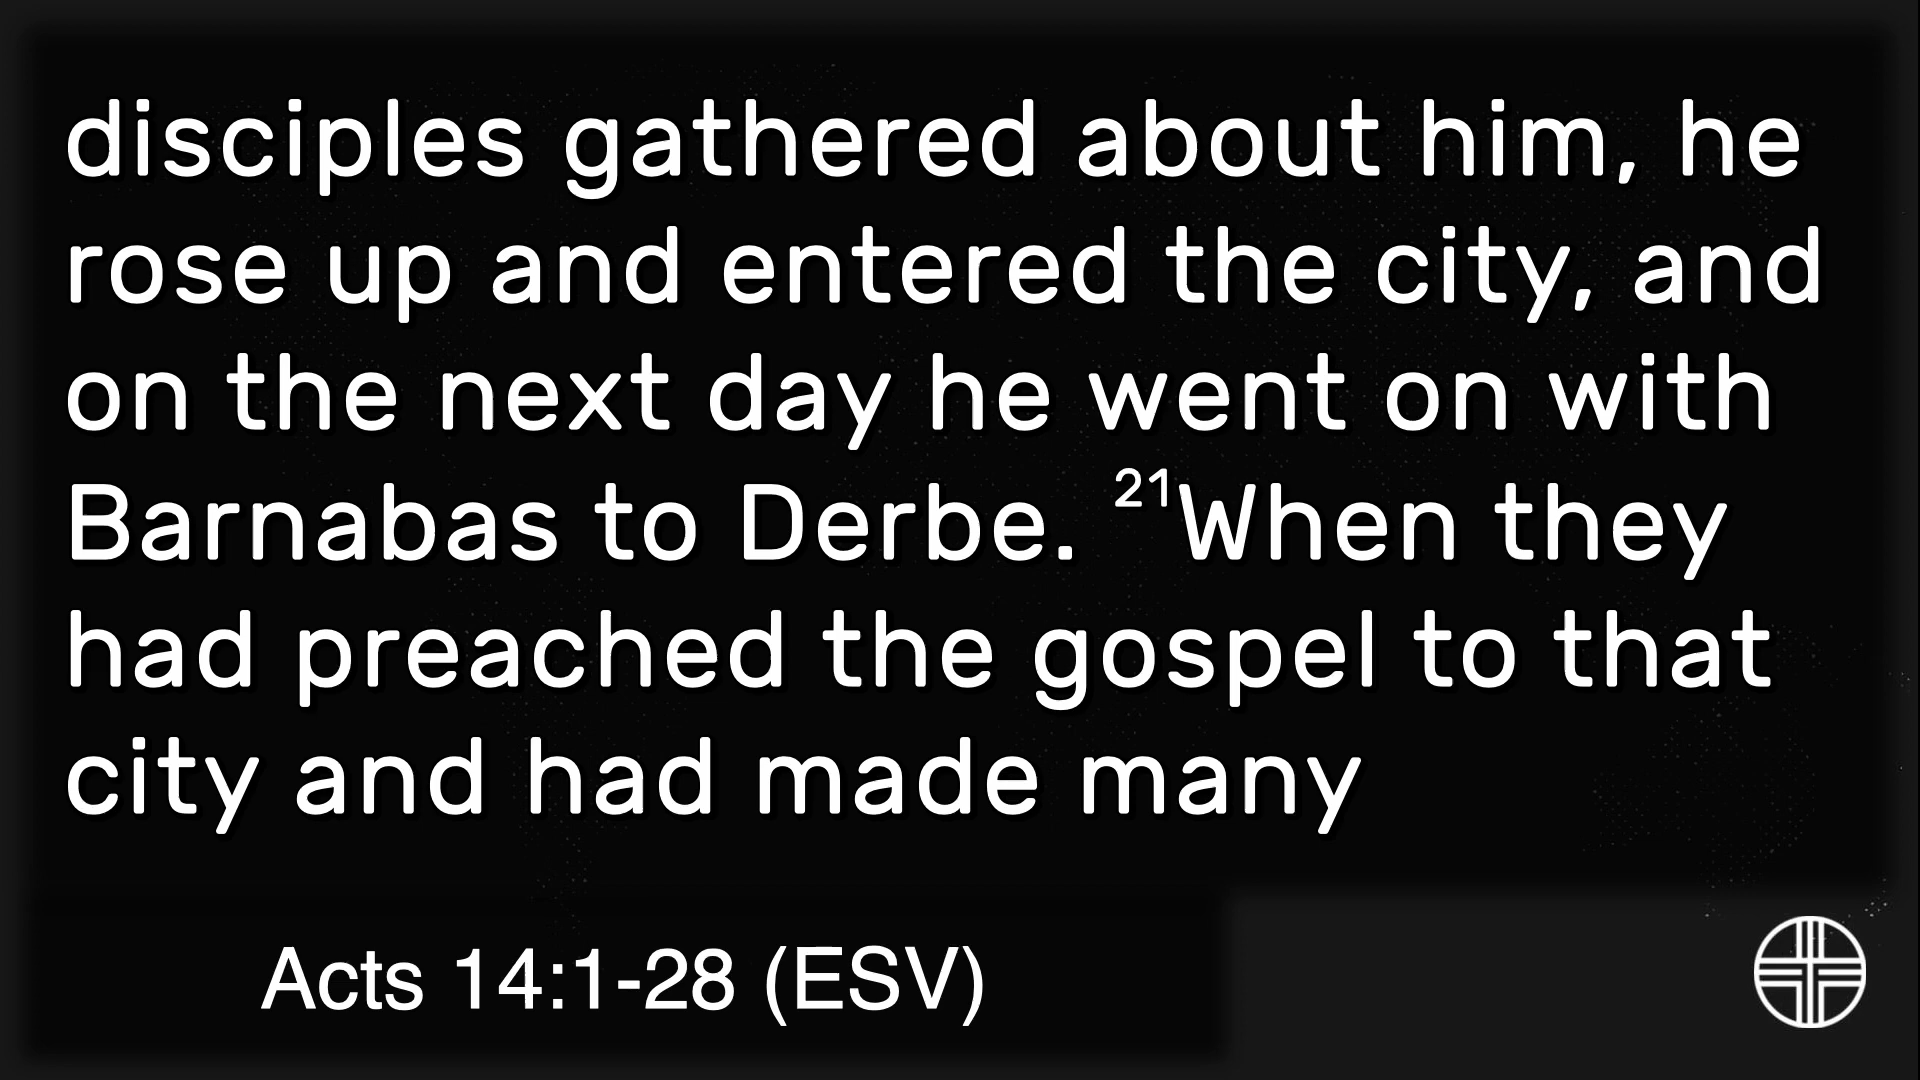 disciples gathered about him, he
rose up and entered the city, and
on the next day he went on with
Barnabas to Derbe. 21When they
had preached the gospel to that
city and had made many
Acts 14:1-28 (ESV)